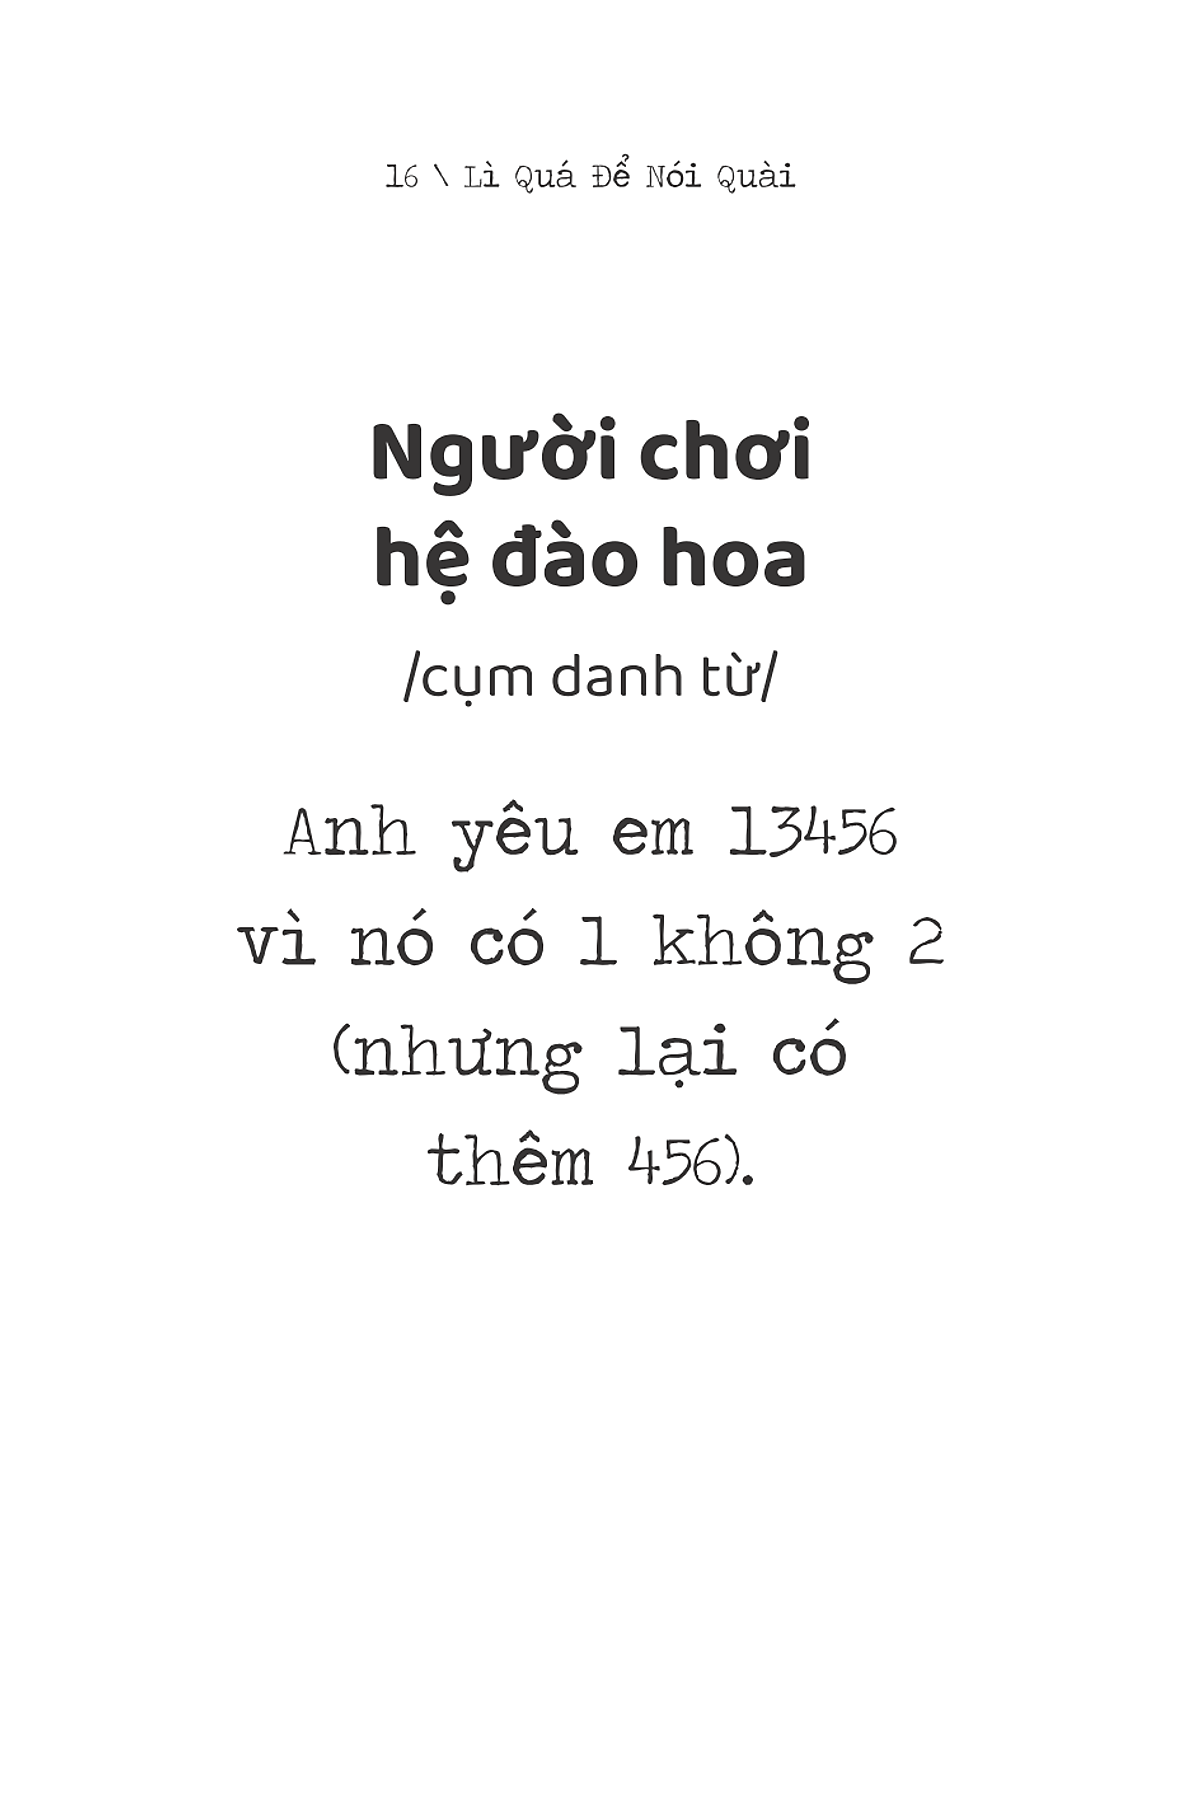 16 \ Lì Quá Để Nói Quài
Người chơi
hệ đào hoa
/cụm danh từ/
Anh yêu em 13456
vì nó có 1 không 2
(nhưng lại có
thêm 456).